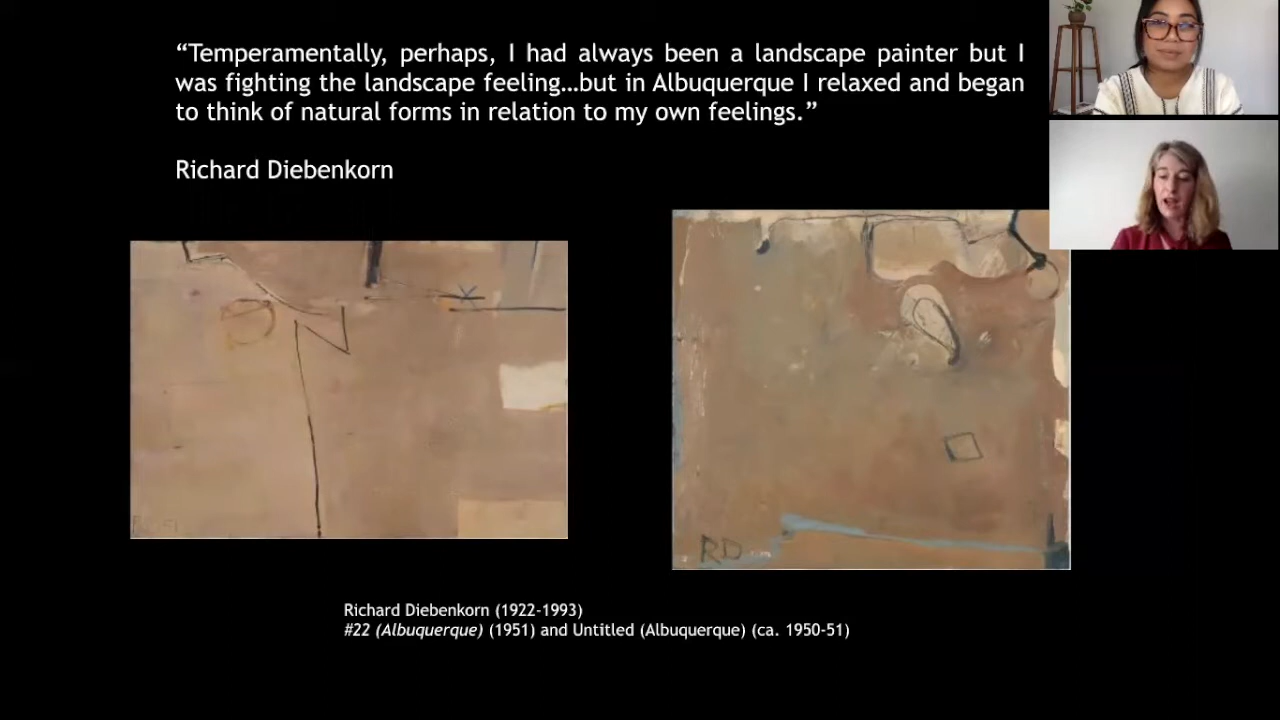 “Temperamentally, perhaps, I had always been a landscape painter but I
was fighting the landscape feeling…but in Albuquerque I relaxed and began
to think of natural forms in relation to my own feelings.”
Richard Diebenkorn
RD
Richard Diebenkorn (1922-1993)
#22 (Albuquerque) (1951) and Untitled (Albuquerque) (ca. 1950-51)